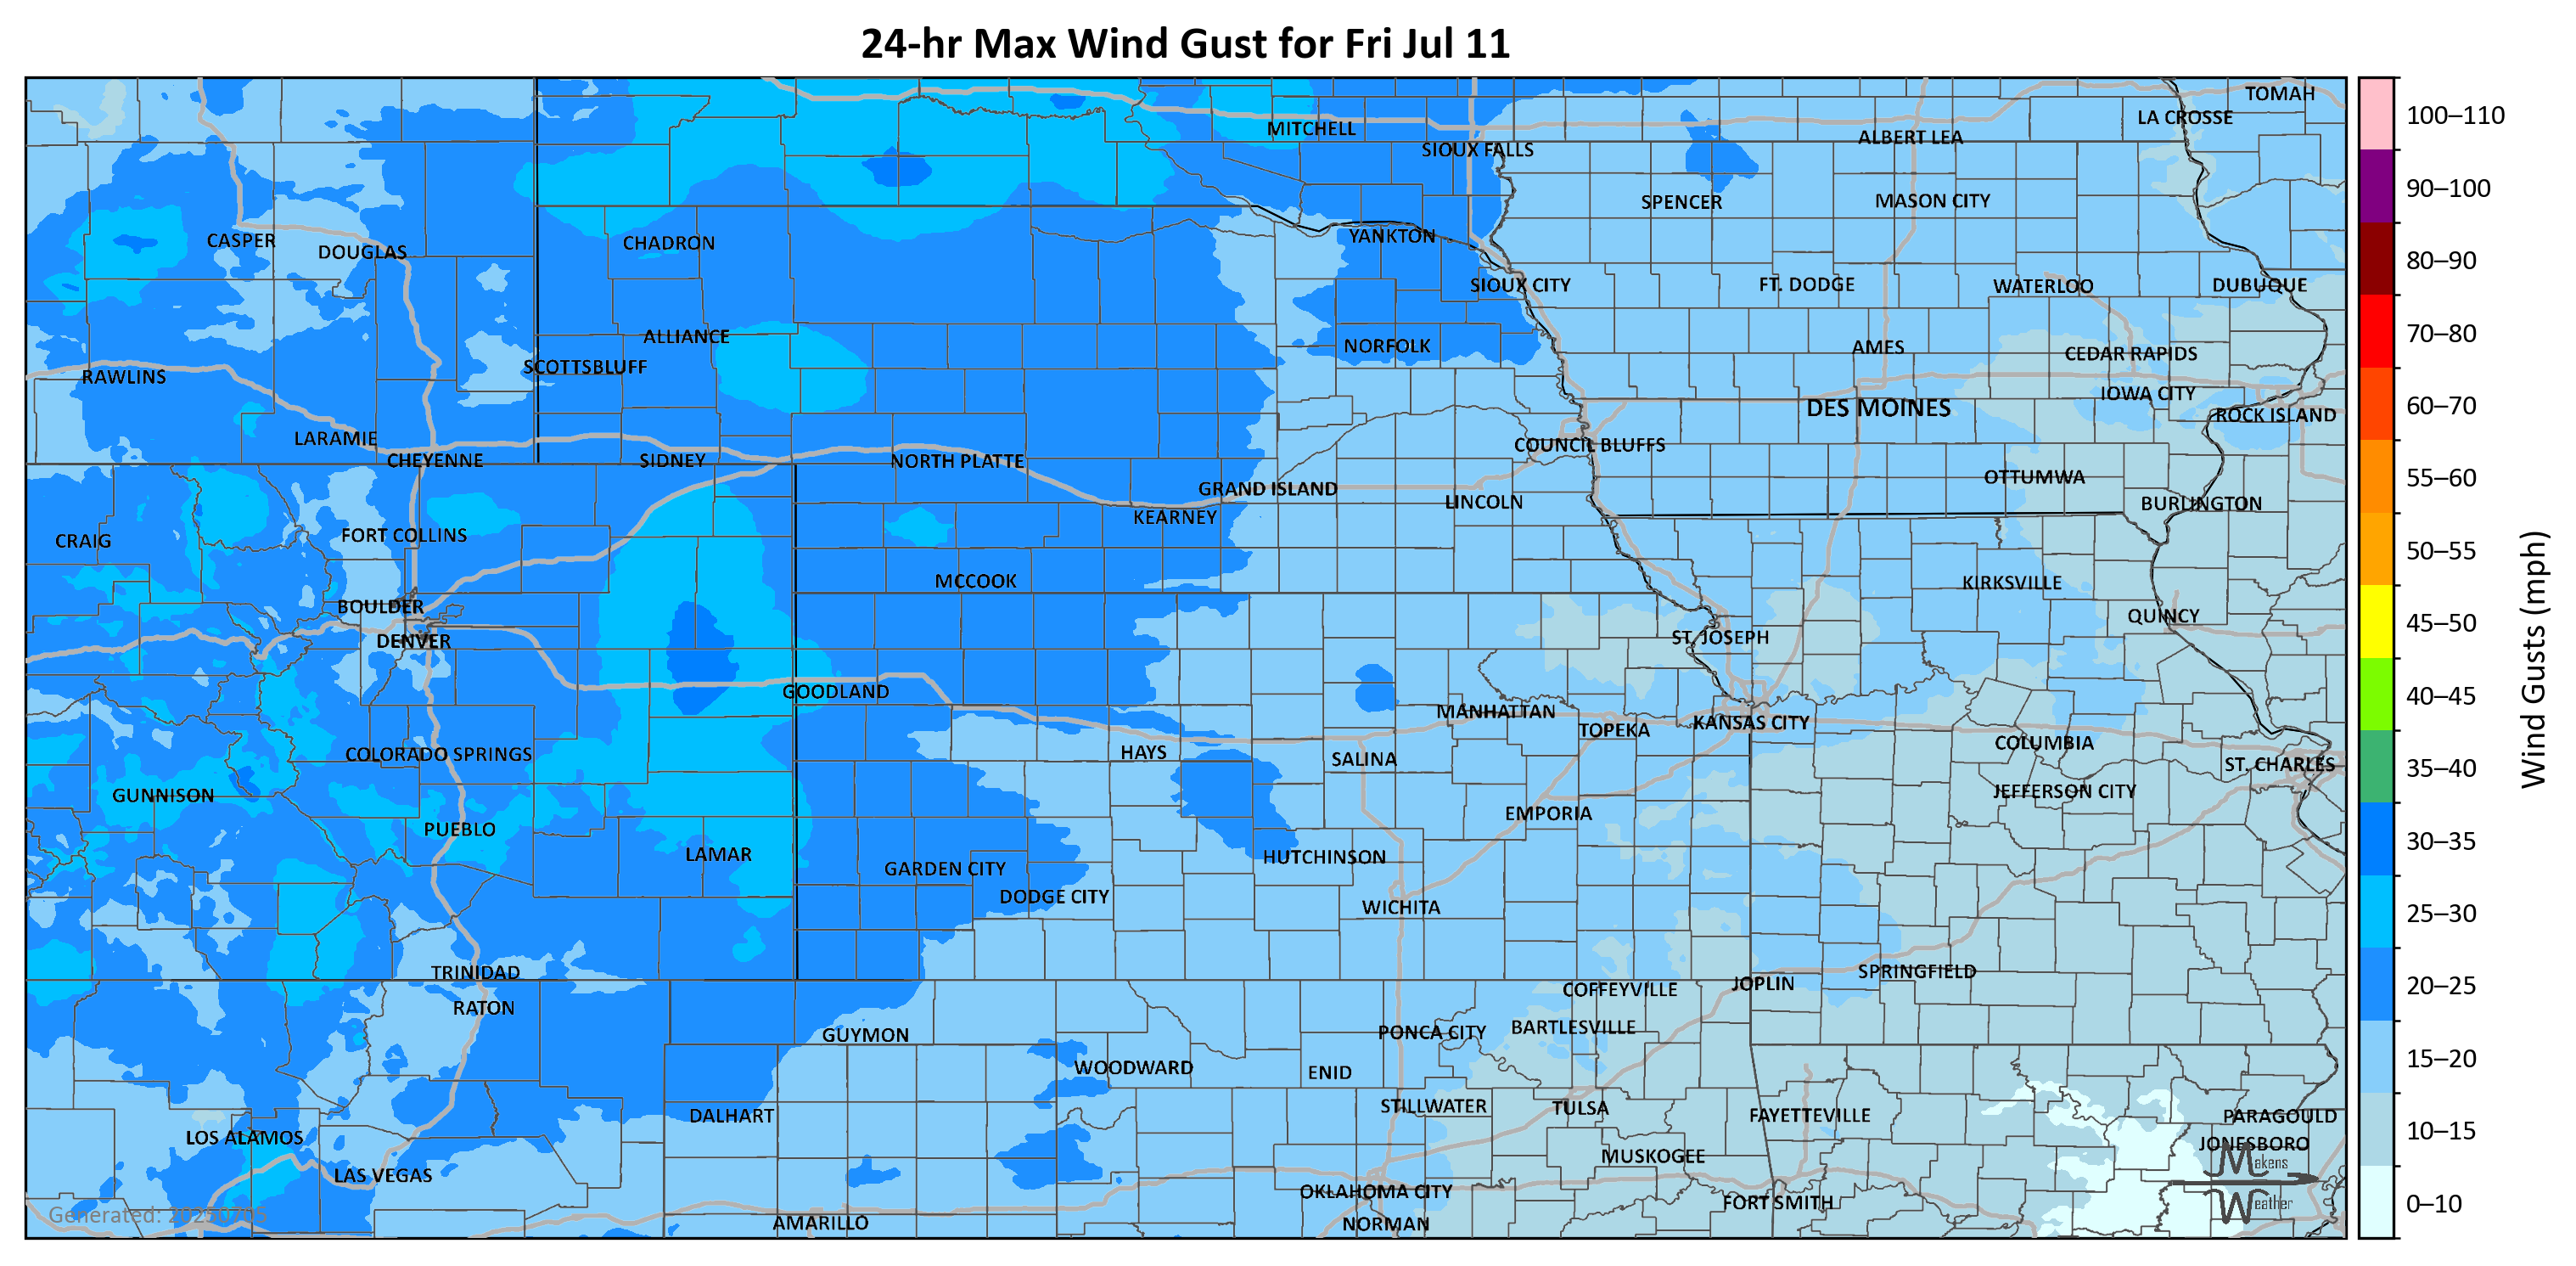 24-hr Max Wind Gust for Fri Jul 11
TOMAH
LA CROSSE
MITCHELL
ALBERT LEA
SIOUX FALLS
SPENCER
MASON CITY
CASPER
DOUGLAS
CHADRON
YANKTON
SIOUX CITY
FT. DODGE
WATERLOO
DUBUQUE
ALLIANCE
NORFOLK
AMES
CEDAR RAPIDS
SCOTTSBLUFF
RAWLINS
IOWA CITY
DES MOINES
ROCK ISLAND
LARAMIE
COUNCIL BLUFFS
CHEYENNE
SIDNEY
NORTH PLATTE
OTTUMWA
GRAND ISLAND
LINCOLN
BURLINGTON
KEARNEY
FORT COLLINS
CRAIG
MCCOOK
KIRKSVILLE
BOULDER
QUINCY
DENVER
ST. JOSEPH
GOODLAND
MANHATTAN
KANSAS CITY
TOPEKA
COLUMBIA
COLORADO SPRINGS
HAYS
SALINA
ST. CHARLES
GUNNISON
JEFFERSON CITY
EMPORIA
PUEBLO
LAMAR
HUTCHINSON
GARDEN CITY
DODGE CITY
WICHITA
TRINIDAD
SPRINGFIELD
JOPLIN
COFFEYVILLE
RATON
BARTLESVILLE
GUYMON
PONCA CITY
WOODWARD
ENID
STILLWATER
TULSA
DALHART
FAYETTEVILLE
PARAGOULD
LOS ALAMOS
JONESBORO
MUSKOGEE
LAS VEGAS
OKLAHOMA CITY
FORT SMITH
AMARILLO
NORMAN
Generated: 20250705
Makens
Weather
100–110
90–100
80–90
70–80
60–70
55–60
50–55
45–50
40–45
35–40
30–35
25–30
20–25
15–20
10–15
0–10
Wind Gusts (mph)